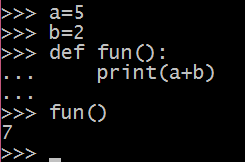 >>> a=5
>>> b=2
>>> def fun():
...     print(a+b)
...
>>> fun()
7
>>> _